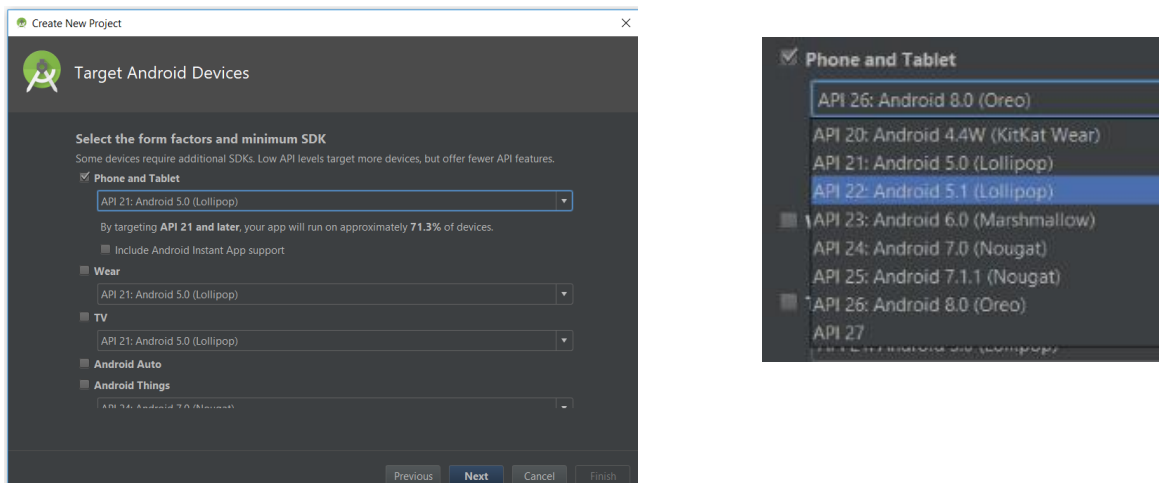 Create New Project
Target Android Devices
Select the form factors and minimum SDK
Some devices require additional SDKs. Low API levels target more devices, but offer fewer API features.
Phone and Tablet
API 21: Android 5.0 (Lollipop)
By targeting API 21 and later, your app will run on approximately 71.3% of devices.
Include Android Instant App support
Wear
API 21: Android 5.0 (Lollipop)
TV
API 21: Android 5.0 (Lollipop)
Android Auto
Android Things
API 24: Android 7.0 (Nougat)
Previous Next Cancel Finish
Phone and Tablet
API 26: Android 8.0 (Oreo)
API 20: Android 4.4W (KitKat Wear)
API 21: Android 5.0 (Lollipop)
API 22: Android 5.1 (Lollipop)
API 23: Android 6.0 (Marshmallow)
API 24: Android 7.0 (Nougat)
API 25: Android 7.1.1 (Nougat)
API 26: Android 8.0 (Oreo)
API 27